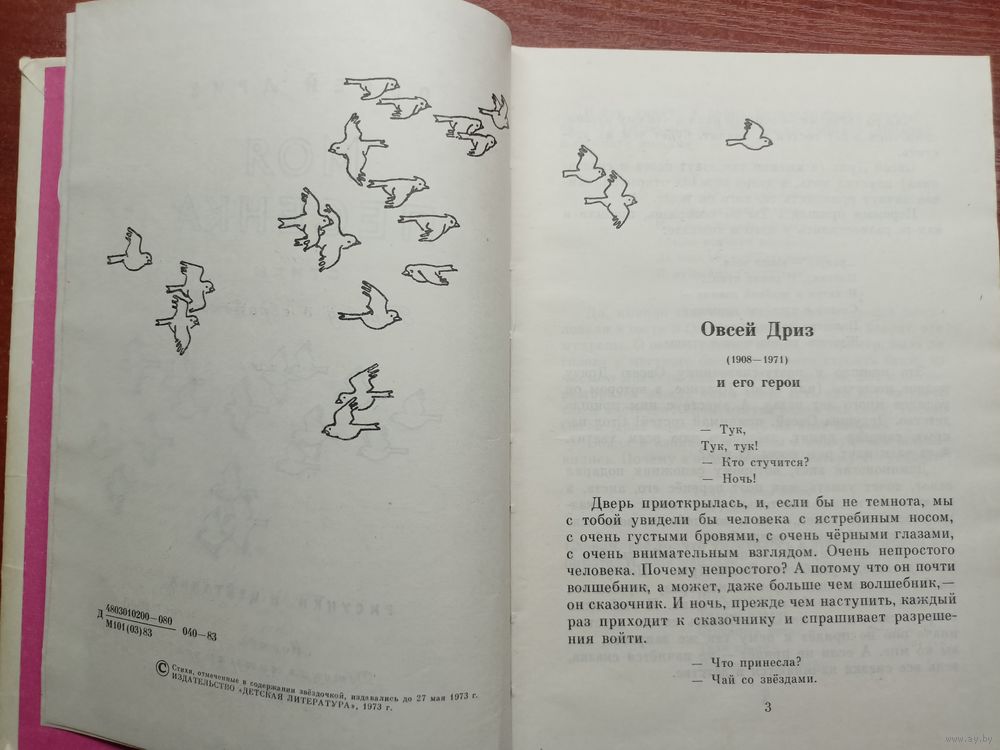 Д 4803010200—080
М101(03)83
040—83
© Стихи, отмеченные в содержании звёздочкой, издавались до 27 мая 1973 г.
ИЗДАТЕЛЬСТВО «ДЕТСКАЯ ЛИТЕРАТУРА», 1973 г.
Овсей Дриз
(1908—1971)
и его герои
— Тук,
Тук, тук!
— Кто стучится?
— Ночь!
Дверь приоткрылась, и, если бы не темнота, мы
с тобой увидели бы человека с ястребиным носом,
с очень густыми бровями, с очень чёрными глазами,
с очень внимательным взглядом. Очень непростого
человека. Почему непростого? А потому что он почти
волшебник, а может, даже больше чем волшебник,—
он сказочник. И ночь, прежде чем наступить, каждый
раз приходит к сказочнику и спрашивает разреше-
ния войти.
— Что принесла?
— Чай со звёздами.
3
www.ay.by